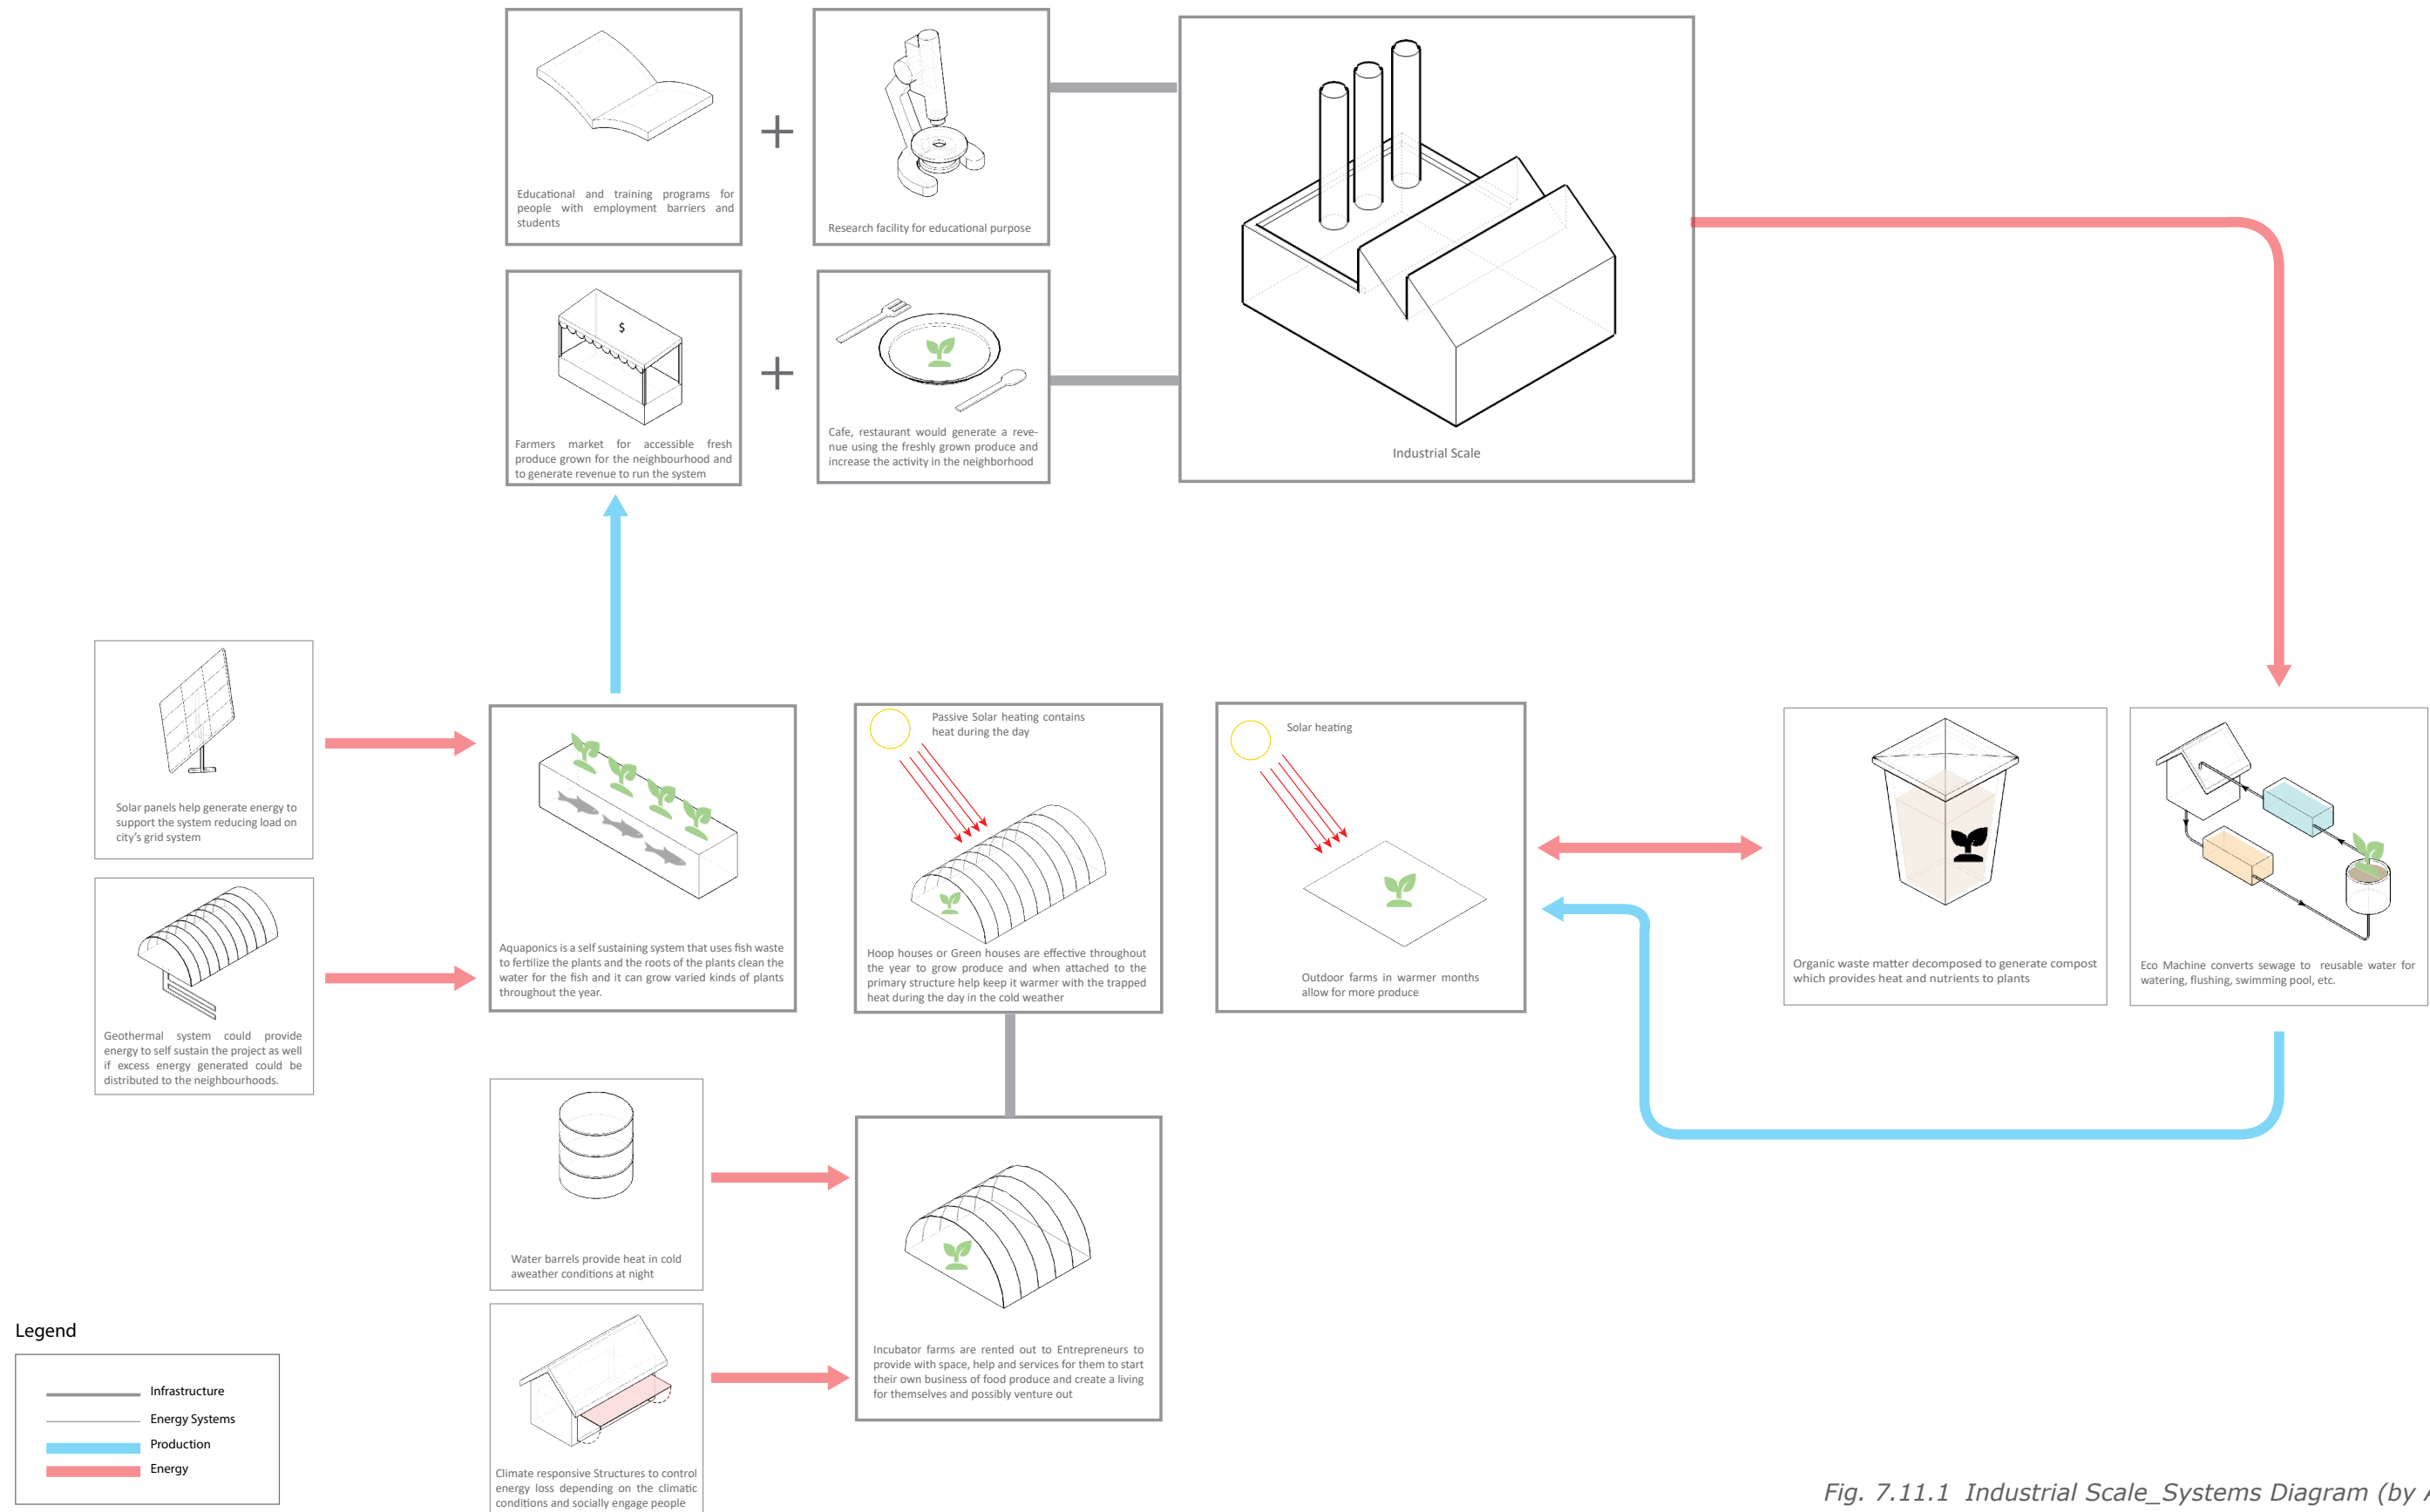 Educational and training programs for
people with employment barriers and
students
+
Research facility for educational purpose
$
Farmers market for accessible fresh
produce grown for the neighbourhood and
to generate revenue to run the system
+
Cafe, restaurant would generate a reve-
nue using the freshly grown produce and
increase the activity in the neighborhood
Industrial Scale
Solar panels help generate energy to
support the system reducing load on
city's grid system
Geothermal system could provide
energy to self sustain the project as well
if excess energy generated could be
distributed to the neighbourhoods.
Aquaponics is a self sustaining system that uses fish waste
to fertilize the plants and the roots of the plants clean the
water for the fish and it can grow varied kinds of plants
throughout the year.
Passive Solar heating contains
heat during the day
Hoop houses or Green houses are effective throughout
the year to grow produce and when attached to the
primary structure help keep it warmer with the trapped
heat during the day in the cold weather
Solar heating
Outdoor farms in warmer months
allow for more produce
Organic waste matter decomposed to generate compost
which provides heat and nutrients to plants
Eco Machine converts sewage to reusable water for
watering, flushing, swimming pool, etc.
Water barrels provide heat in cold
aweather conditions at night
Climate responsive Structures to control
energy loss depending on the climatic
conditions and socially engage people
Incubator farms are rented out to Entrepreneurs to
provide with space, help and services for them to start
their own business of food produce and create a living
for themselves and possibly venture out
Legend
Infrastructure
Energy Systems
Production
Energy
Fig. 7.11.1 Industrial Scale_Systems Diagram (by